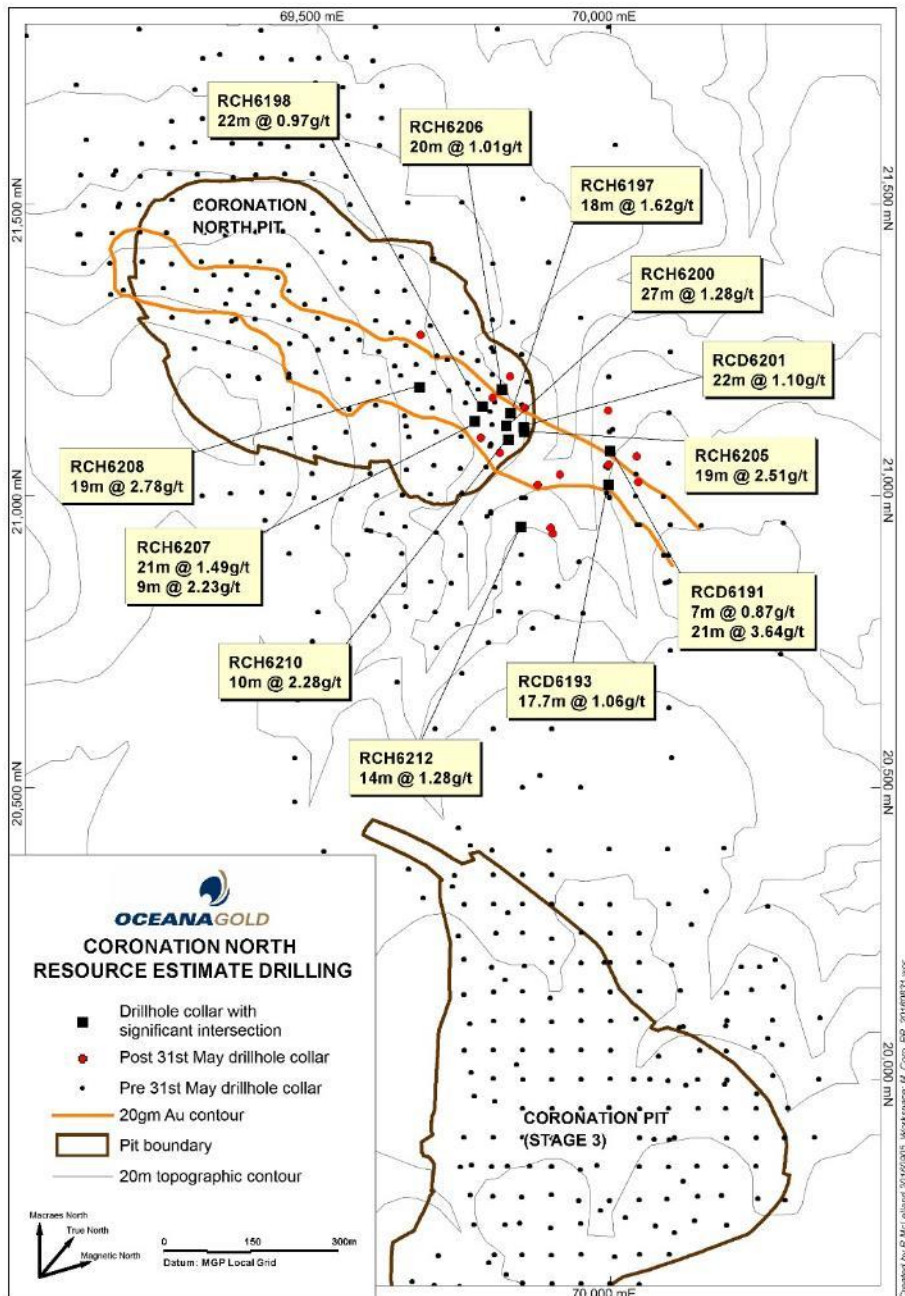 69,500 mE
70,000 mE
RCH6198
22m @ 0.97g/t
RCH6206
20m @ 1.01g/t
RCH6197
18m @ 1.62g/t
21,500 mN
21,500 mN
CORONATION
NORTH PIT
RCH6200
27m @ 1.28g/t
RCD6201
22m @ 1.10g/t
RCH6208
19m @ 2.78g/t
RCH6205
19m @ 2.51g/t
21,000 mN
21,000 mN
RCH6207
21m @ 1.49g/t
9m @ 2.23g/t
RCD6191
7m @ 0.87g/t
21m @ 3.64g/t
RCH6210
10m @ 2.28g/t
RCD6193
17.7m @ 1.06g/t
RCH6212
14m @ 1.28g/t
20,500 mN
20,500 mN
OCEANAGOLD
CORONATION NORTH
RESOURCE ESTIMATE DRILLING
Drillhole collar with
significant intersection
Post 31st May drillhole collar
Pre 31st May drillhole collar
20gm Au contour
Pit boundary
20m topographic contour
Macraes North
True North
Magnetic North
0 150 300m
Datum: MGP Local Grid
CORONATION PIT
(STAGE 3)
20,000 mN
70,000 mE
Created by